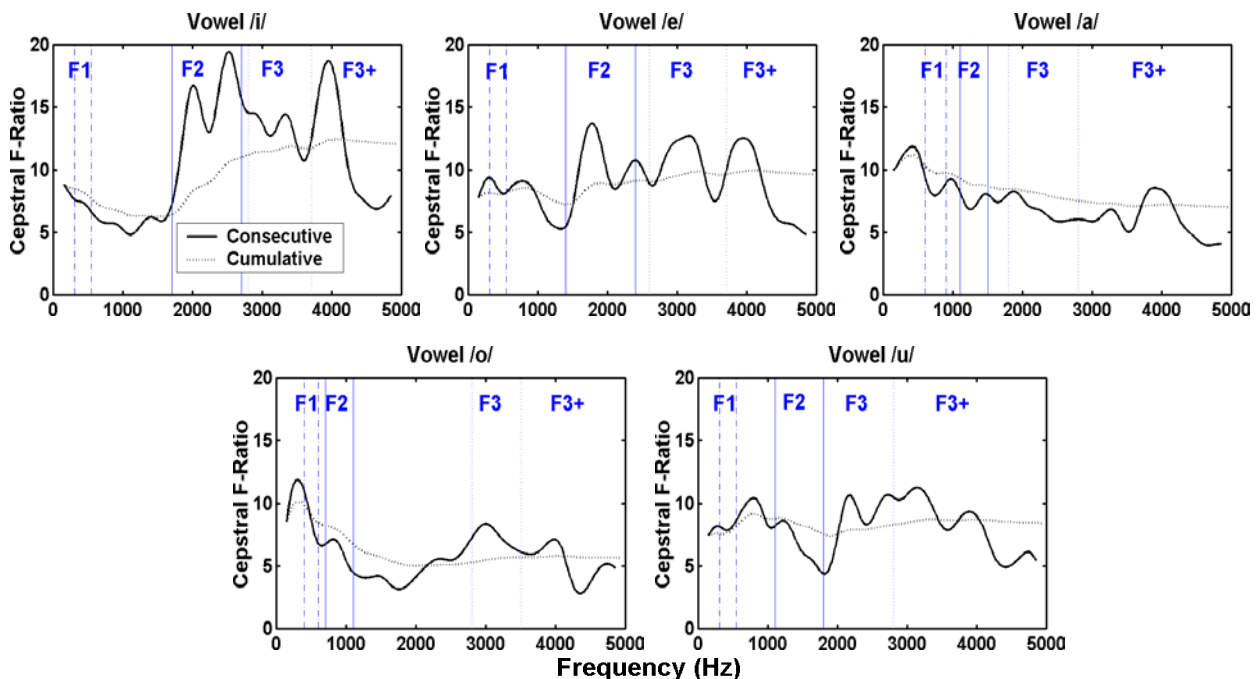 Vowel /i/
Cepstral F-Ratio
20
15
10
5
0
F1 F2 F3 F3+
Consecutive
Cumulative
0 1000 2000 3000 4000 5000
Vowel /e/
Cepstral F-Ratio
20
15
10
5
0
F1 F2 F3 F3+
0 1000 2000 3000 4000 5000
Vowel /a/
Cepstral F-Ratio
20
15
10
5
0
F1 F2 F3 F3+
0 1000 2000 3000 4000 5000
Vowel /o/
Cepstral F-Ratio
20
15
10
5
0
F1 F2 F3 F3+
0 1000 2000 3000 4000 5000
Vowel /u/
Cepstral F-Ratio
20
15
10
5
0
F1 F2 F3 F3+
0 1000 2000 3000 4000 5000
Frequency (Hz)